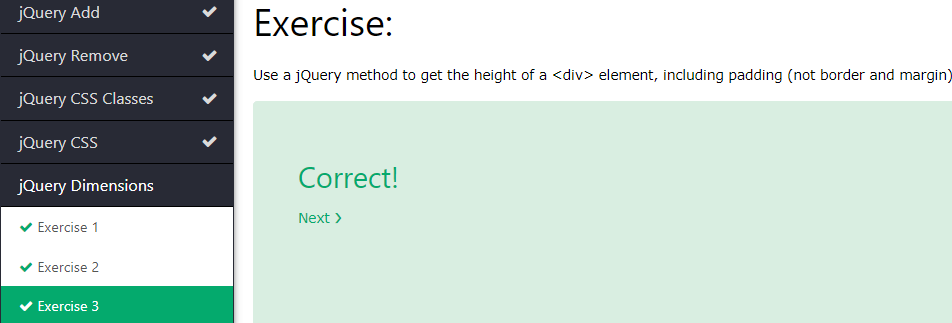 jQuery Add
jQuery Remove
jQuery CSS Classes
jQuery CSS
jQuery Dimensions
Exercise 1
Exercise 2
Exercise 3
Exercise:
Use a jQuery method to get the height of a <div> element, including padding (not border and margin)
Correct!
Next ❯